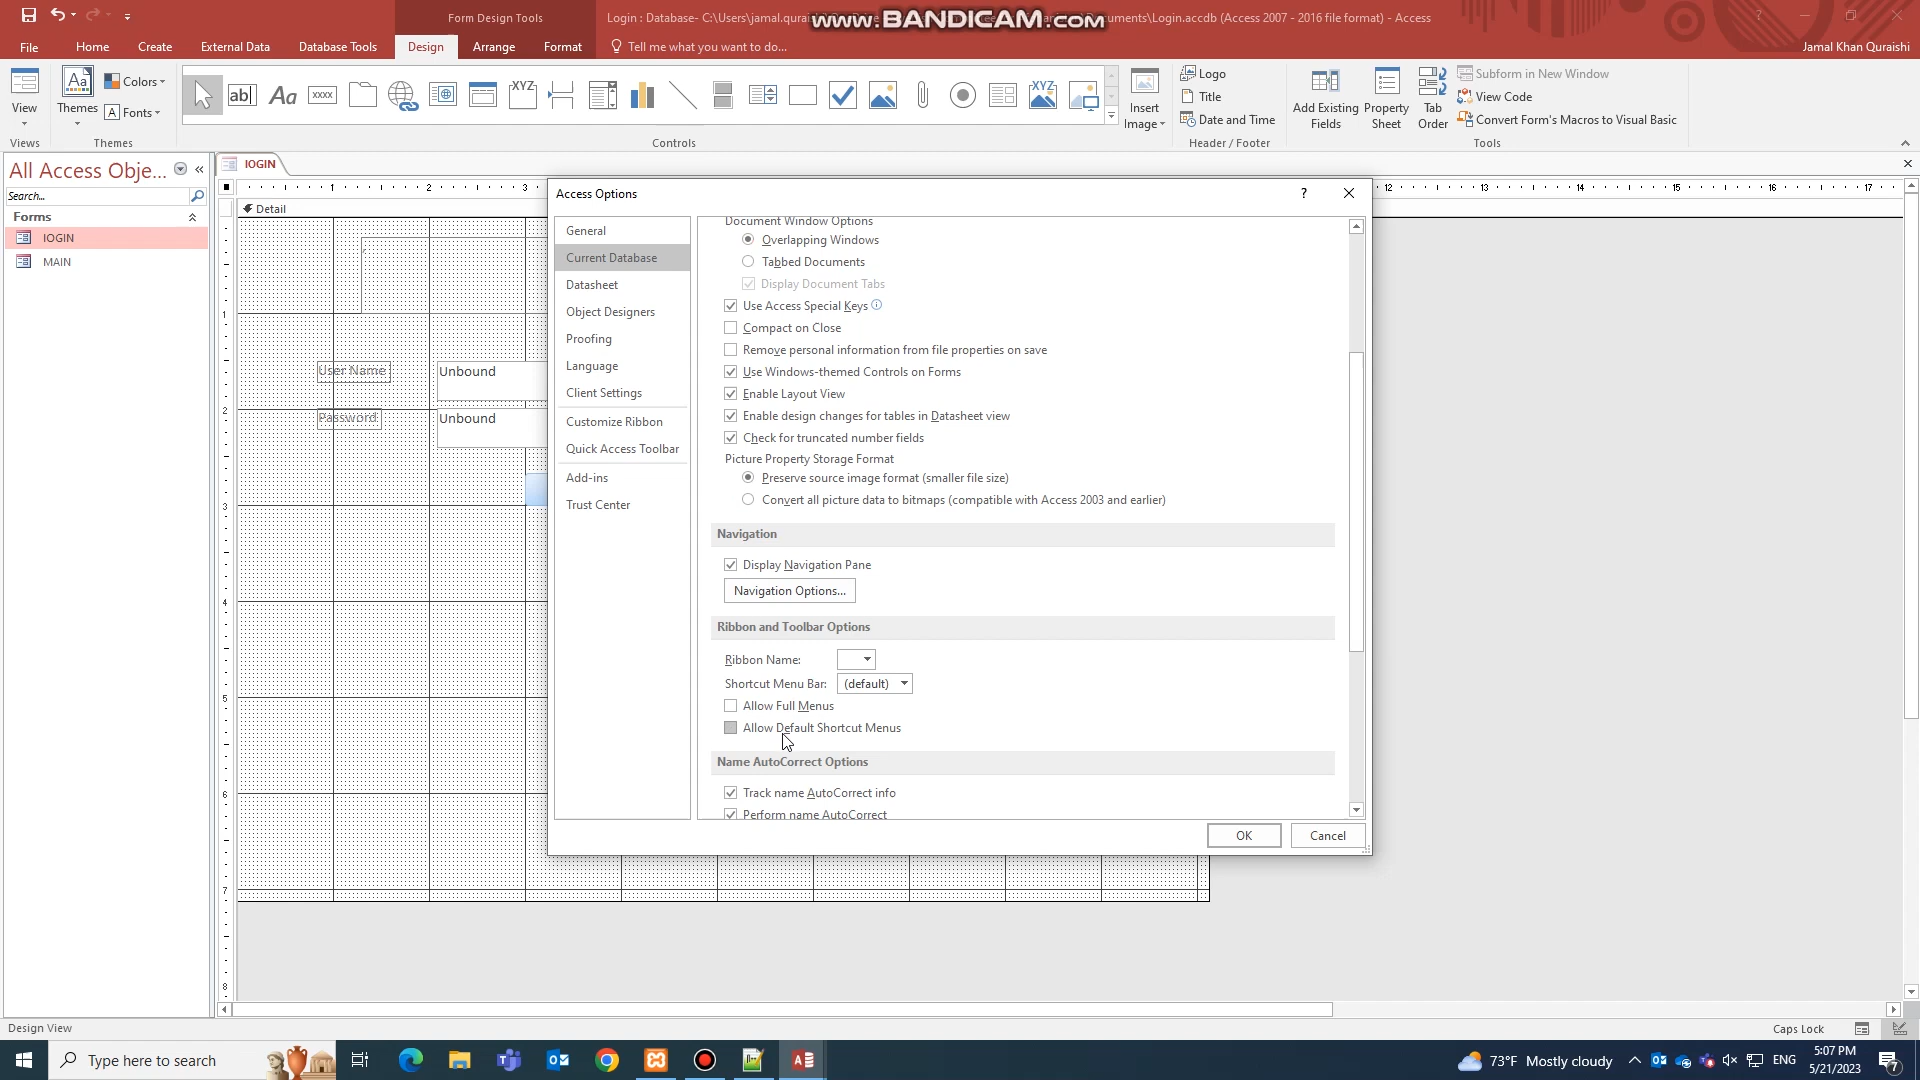 Form Design Tools
Login : Database- C:\Users\jamal.qurais
Documents\Login.accdb (Access 2007 - 2016 file format) - Access
www.BANDICAM.com
File
Home
Create
External Data
Database Tools
Design
Arrange
Format
Tell me what you want to do...
Jamal Khan Quraishi
View
Themes
Colors
Fonts
ab|
Aa
XXXX
XYZ
XYZ
Insert
Image
Logo
Title
Date and Time
Add Existing
Fields
Property
Sheet
Tab
Order
Subform in New Window
View Code
Convert Form's Macros to Visual Basic
Views
Themes
Controls
Header / Footer
Tools
All Access Obje...
Search...
Forms
lOGIN
MAIN
lOGIN
Detail
User Name
Unbound
Password
Unbound
Access Options
General
Current Database
Datasheet
Object Designers
Proofing
Language
Client Settings
Customize Ribbon
Quick Access Toolbar
Add-ins
Trust Center
Document Window Options
Overlapping Windows
Tabbed Documents
Display Document Tabs
Use Access Special Keys
Compact on Close
Remove personal information from file properties on save
Use Windows-themed Controls on Forms
Enable Layout View
Enable design changes for tables in Datasheet view
Check for truncated number fields
Picture Property Storage Format
Preserve source image format (smaller file size)
Convert all picture data to bitmaps (compatible with Access 2003 and earlier)
Navigation
Display Navigation Pane
Navigation Options...
Ribbon and Toolbar Options
Ribbon Name:
Shortcut Menu Bar: (default)
Allow Full Menus
Allow Default Shortcut Menus
Name AutoCorrect Options
Track name AutoCorrect info
Perform name AutoCorrect
OK
Cancel
Design View
Caps Lock
Type here to search
73°F Mostly cloudy
ENG
5:07 PM
5/21/2023
7